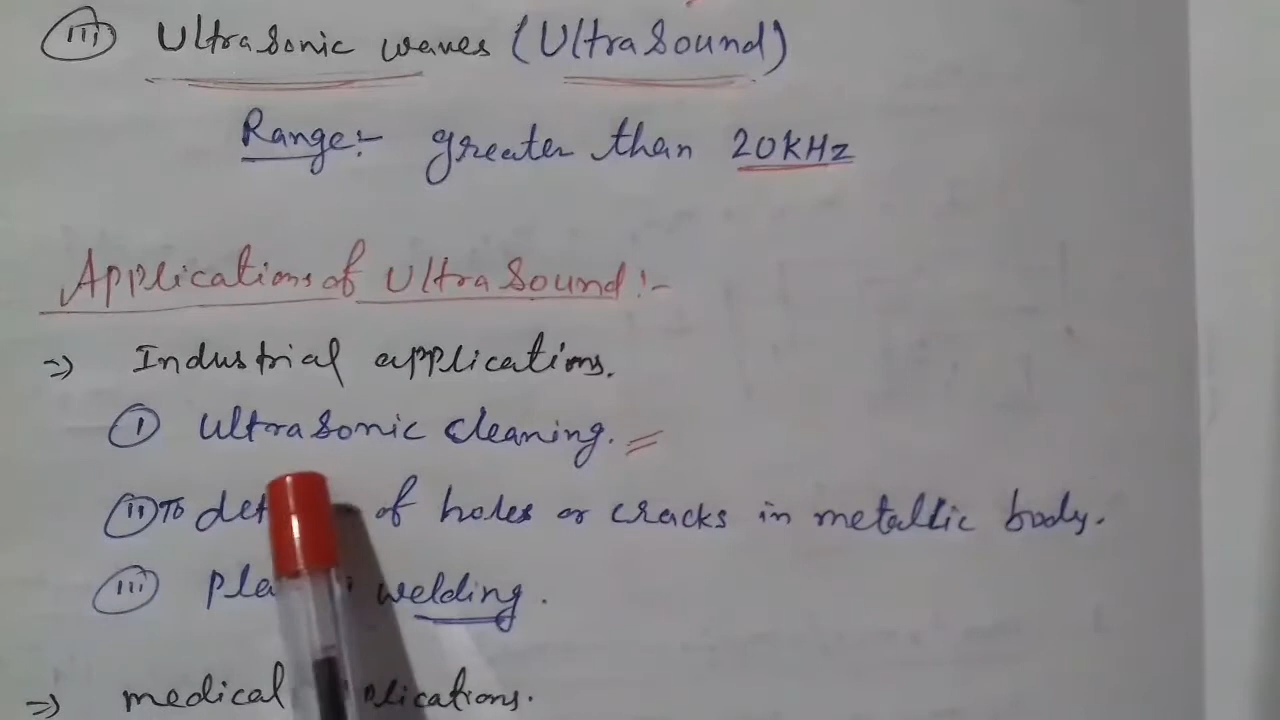 (iii) Ultrasonic waves (Ultrasound)
Range:- greater than 20kHz
Applications of Ultrasound:-
=> Industrial applications.
(i) Ultrasonic cleaning.
(ii) To of holes or cracks in metallic body.
(iii) welding.
=> medical